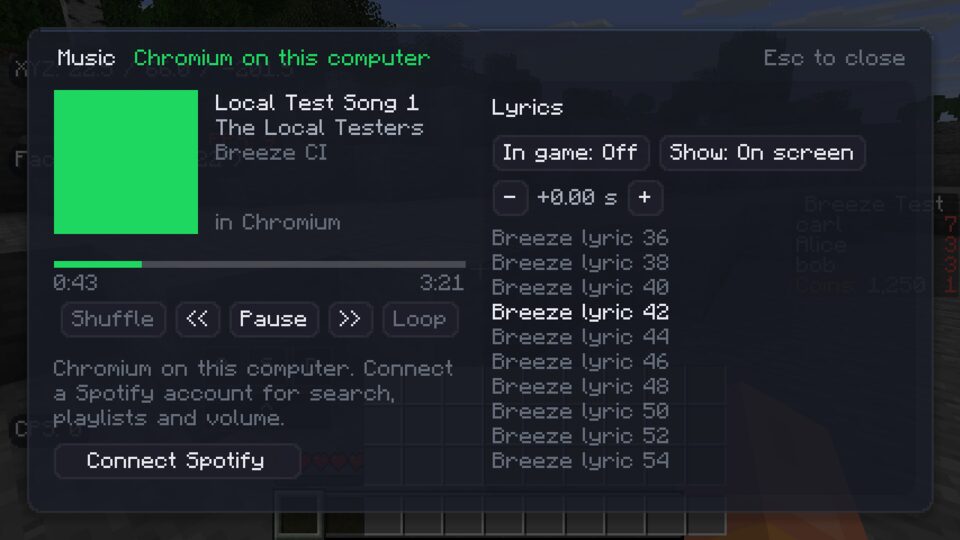 Music Chromium on this computer
Esc to close
Local Test Song 1
The Local Testers
Breeze CI
in Chromium
0:43 3:21
Shuffle << Pause >> Loop
Chromium on this computer. Connect
a Spotify account for search,
playlists and volume.
Connect Spotify
Lyrics
In game: Off Show: On screen
- +0.00 s +
Breeze lyric 36
Breeze lyric 38
Breeze lyric 40
Breeze lyric 42
Breeze lyric 44
Breeze lyric 46
Breeze lyric 48
Breeze lyric 50
Breeze lyric 52
Breeze lyric 54
Breeze Test
carl 7
Alice
bob
Coins: 1,250